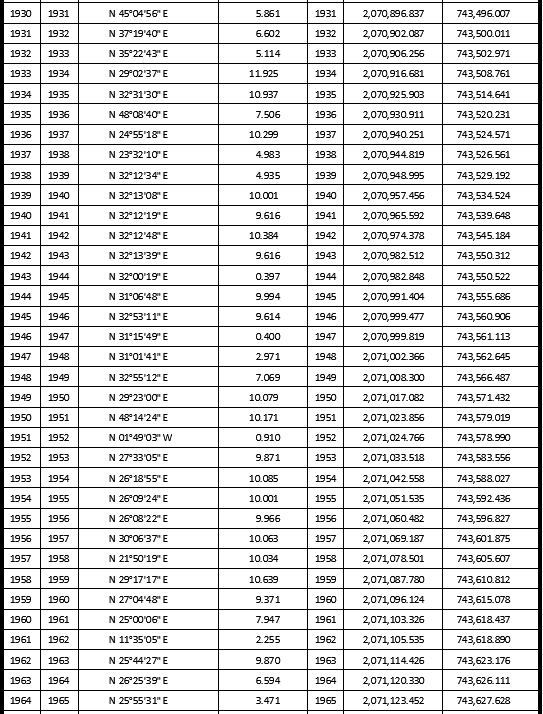 1930 1931 N 45°04'56" E 5.861 1931 2,070,896.837 743,496.007
1931 1932 N 37°19'40" E 6.602 1932 2,070,902.087 743,500.011
1932 1933 N 35°22'43" E 5.114 1933 2,070,906.256 743,502.971
1933 1934 N 29°02'37" E 11.925 1934 2,070,916.681 743,508.761
1934 1935 N 32°31'30" E 10.937 1935 2,070,925.903 743,514.641
1935 1936 N 48°08'40" E 7.506 1936 2,070,930.911 743,520.231
1936 1937 N 24°55'18" E 10.299 1937 2,070,940.251 743,524.571
1937 1938 N 23°32'10" E 4.983 1938 2,070,944.819 743,526.561
1938 1939 N 32°12'34" E 4.935 1939 2,070,948.995 743,529.192
1939 1940 N 32°13'08" E 10.001 1940 2,070,957.456 743,534.524
1940 1941 N 32°12'19" E 9.616 1941 2,070,965.592 743,539.648
1941 1942 N 32°12'48" E 10.384 1942 2,070,974.378 743,545.184
1942 1943 N 32°13'39" E 9.616 1943 2,070,982.512 743,550.312
1943 1944 N 32°00'19" E 0.397 1944 2,070,982.848 743,550.522
1944 1945 N 31°06'48" E 9.994 1945 2,070,991.404 743,555.686
1945 1946 N 32°53'11" E 9.614 1946 2,070,999.477 743,560.906
1946 1947 N 31°15'49" E 0.400 1947 2,070,999.819 743,561.113
1947 1948 N 31°01'41" E 2.971 1948 2,071,002.366 743,562.645
1948 1949 N 32°55'12" E 7.069 1949 2,071,008.300 743,566.487
1949 1950 N 29°23'00" E 10.079 1950 2,071,017.082 743,571.432
1950 1951 N 48°14'24" E 10.171 1951 2,071,023.856 743,579.019
1951 1952 N 01°49'03" W 0.910 1952 2,071,024.766 743,578.990
1952 1953 N 27°33'05" E 9.871 1953 2,071,033.518 743,583.556
1953 1954 N 26°18'55" E 10.085 1954 2,071,042.558 743,588.027
1954 1955 N 26°09'24" E 10.001 1955 2,071,051.535 743,592.436
1955 1956 N 26°08'22" E 9.966 1956 2,071,060.482 743,596.827
1956 1957 N 30°06'37" E 10.063 1957 2,071,069.187 743,601.875
1957 1958 N 21°50'19" E 10.034 1958 2,071,078.501 743,605.607
1958 1959 N 29°17'17" E 10.639 1959 2,071,087.780 743,610.812
1959 1960 N 27°04'48" E 9.371 1960 2,071,096.124 743,615.078
1960 1961 N 25°00'06" E 7.947 1961 2,071,103.326 743,618.437
1961 1962 N 11°35'05" E 2.255 1962 2,071,105.535 743,618.890
1962 1963 N 25°44'27" E 9.870 1963 2,071,114.426 743,623.176
1963 1964 N 26°25'39" E 6.594 1964 2,071,120.330 743,626.111
1964 1965 N 25°55'31" E 3.471 1965 2,071,123.452 743,627.628